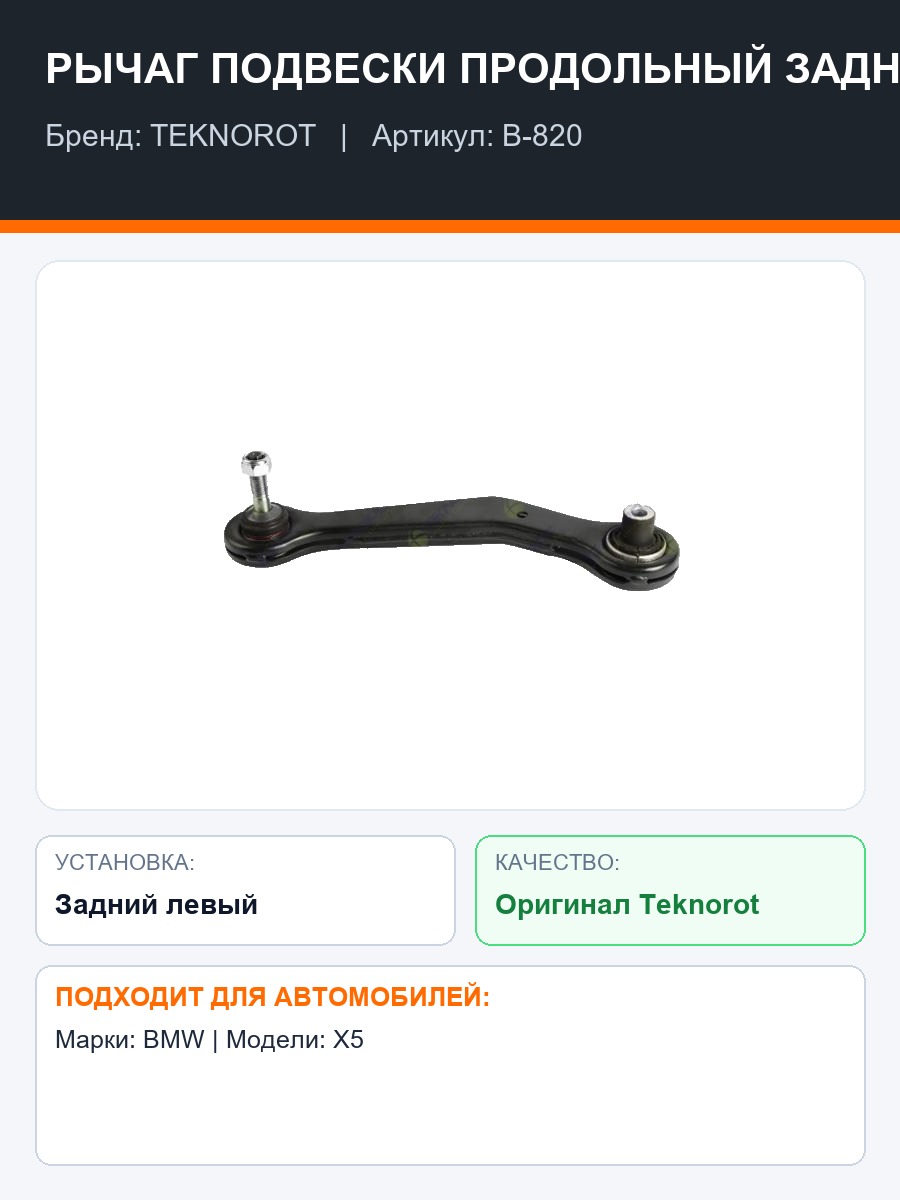 РЫЧАГ ПОДВЕСКИ ПРОДОЛЬНЫЙ ЗАДН
Бренд: TEKNOROT | Артикул: B-820
УСТАНОВКА:
Задний левый
КАЧЕСТВО:
Оригинал Teknorot
ПОДХОДИТ ДЛЯ АВТОМОБИЛЕЙ:
Марки: BMW | Модели: X5